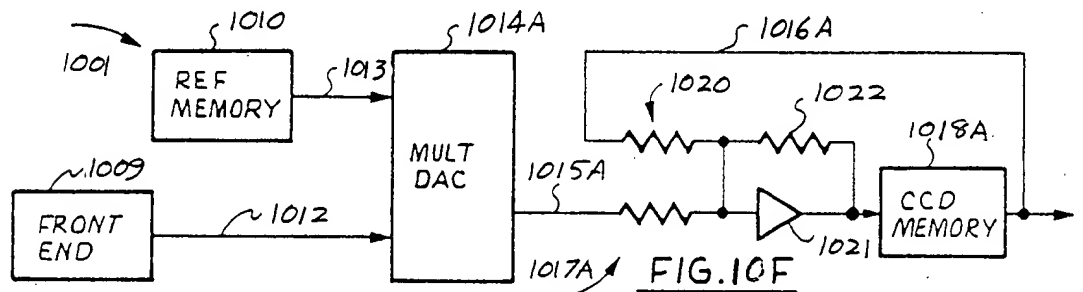 1001
1010
REF
MEMORY
1013
1009
FRONT
END
1012
1014A
MULT
DAC
1015A
1016A
1020
1022
1021
1017A
1018A
CCD
MEMORY
FIG.10F